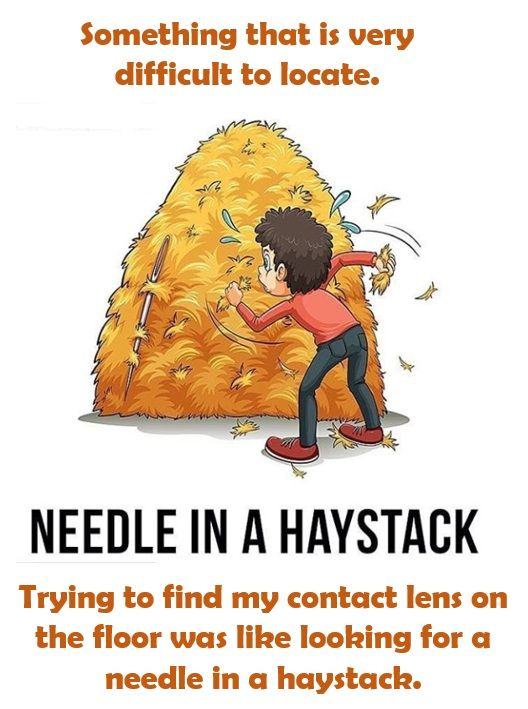 Something that is very
difficult to locate.
NEEDLE IN A HAYSTACK
Trying to find my contact lens on
the floor was like looking for a
needle in a haystack.